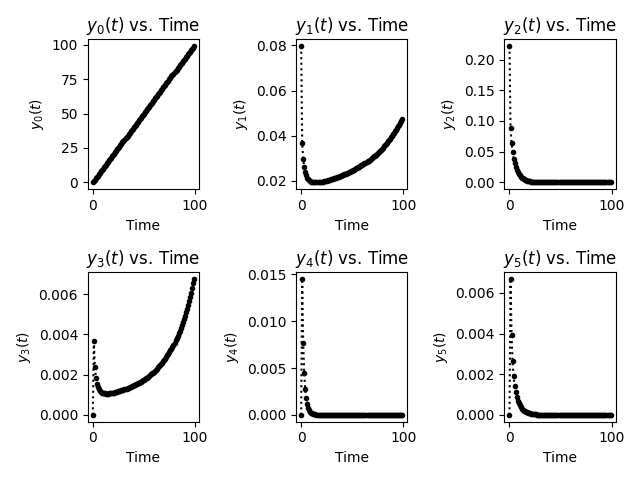 y₀(t) vs. Time
y₁(t) vs. Time
y₂(t) vs. Time
100
75
50
25
0
y₀(t)
0
100
Time
0.08
0.06
0.04
0.02
y₁(t)
0
100
Time
0.20
0.15
0.10
0.05
0.00
y₂(t)
0
100
Time
y₃(t) vs. Time
y₄(t) vs. Time
y₅(t) vs. Time
0.006
0.004
0.002
0.000
y₃(t)
0
100
Time
0.015
0.010
0.005
0.000
y₄(t)
0
100
Time
0.006
0.004
0.002
0.000
y₅(t)
0
100
Time